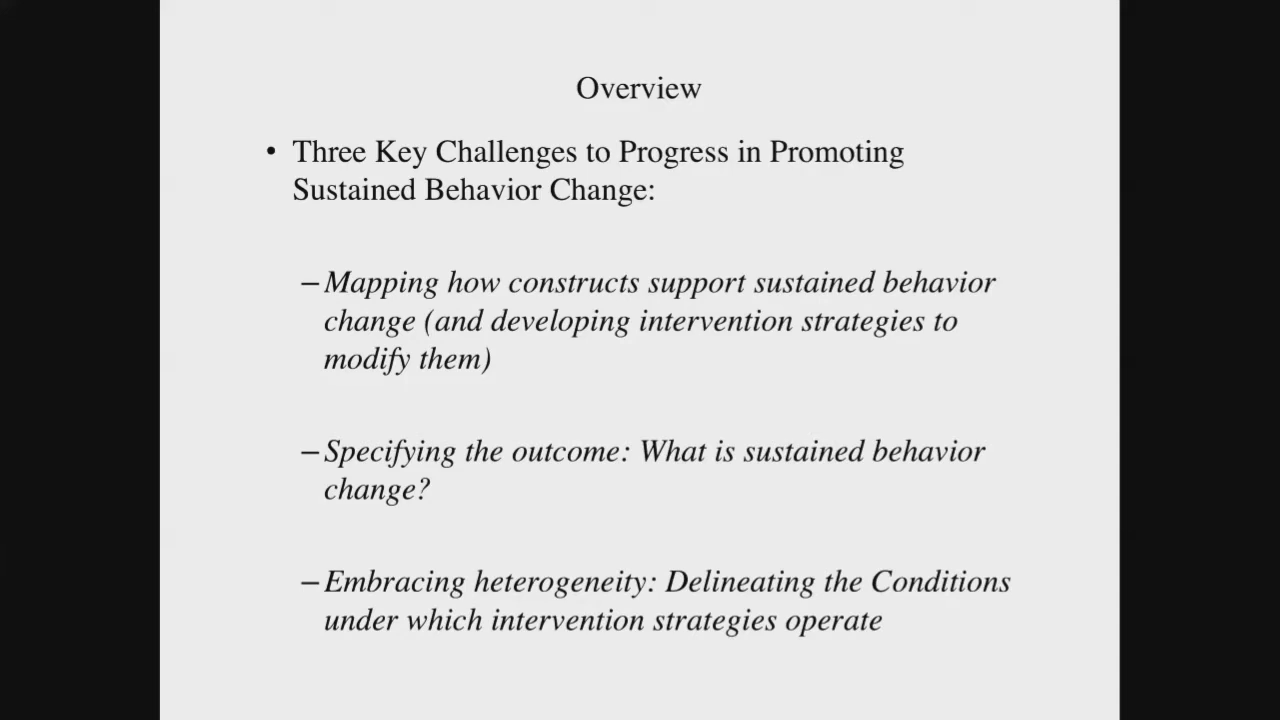 Overview
• Three Key Challenges to Progress in Promoting
Sustained Behavior Change:
–Mapping how constructs support sustained behavior
change (and developing intervention strategies to
modify them)
–Specifying the outcome: What is sustained behavior
change?
–Embracing heterogeneity: Delineating the Conditions
under which intervention strategies operate